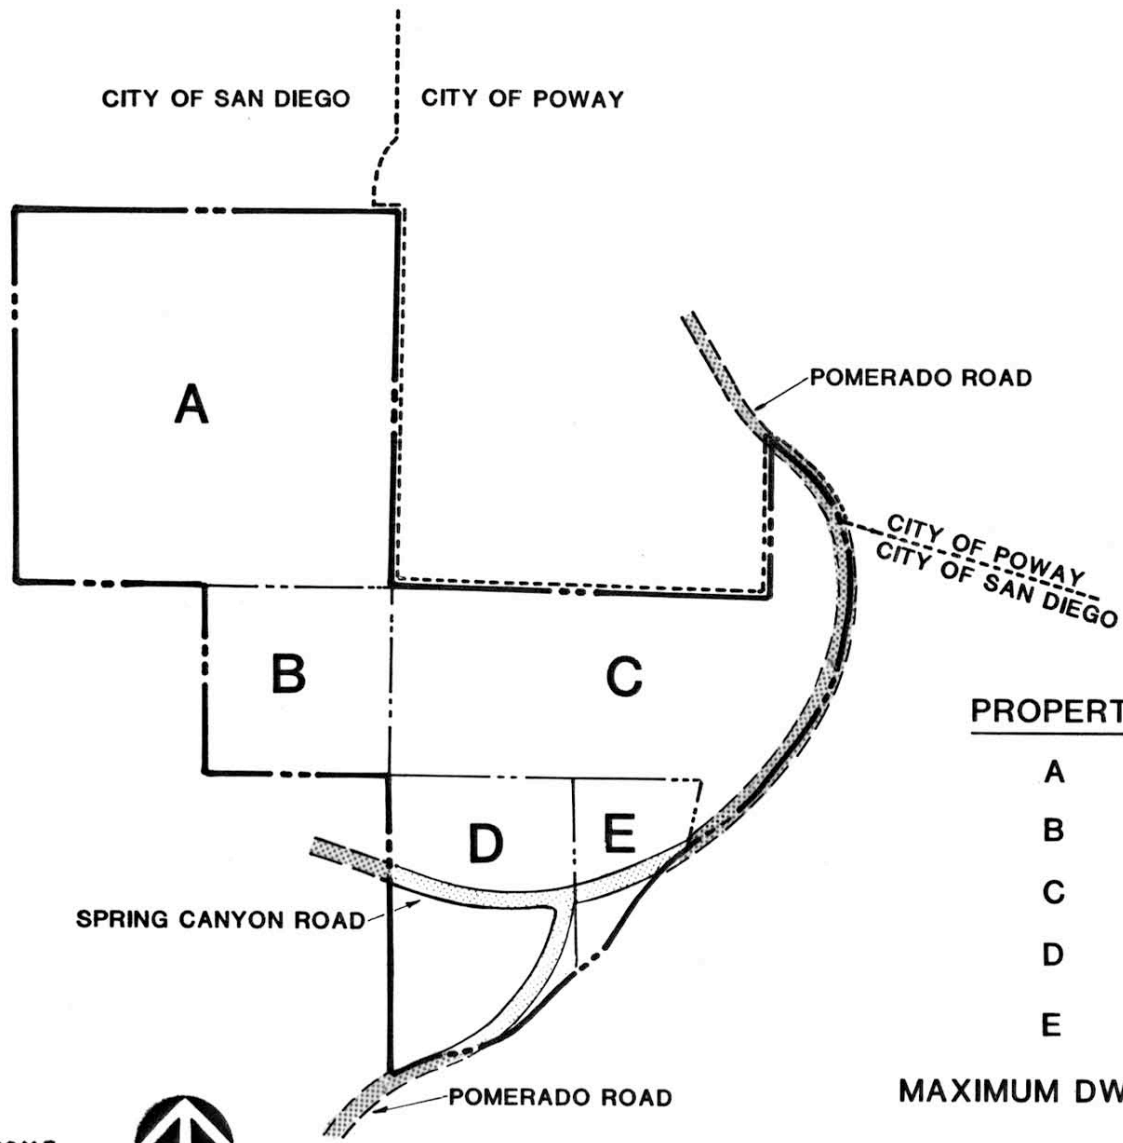 CITY OF SAN DIEGO
CITY OF POWAY
A
POMERADO ROAD
CITY OF POWAY
CITY OF SAN DIEGO
B
C
PROPERT
A
B
D
E
C
SPRING CANYON ROAD
D
E
POMERADO ROAD
MAXIMUM DW